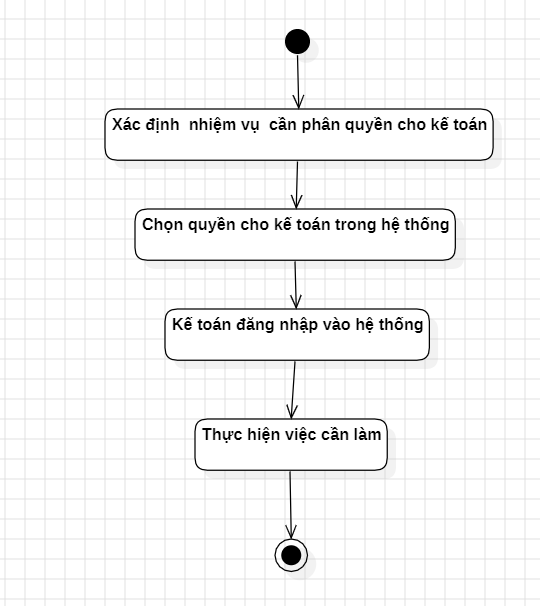 Xác định nhiệm vụ cần phân quyền cho kế toán
Chọn quyền cho kế toán trong hệ thống
Kế toán đăng nhập vào hệ thống
Thực hiện việc cần làm